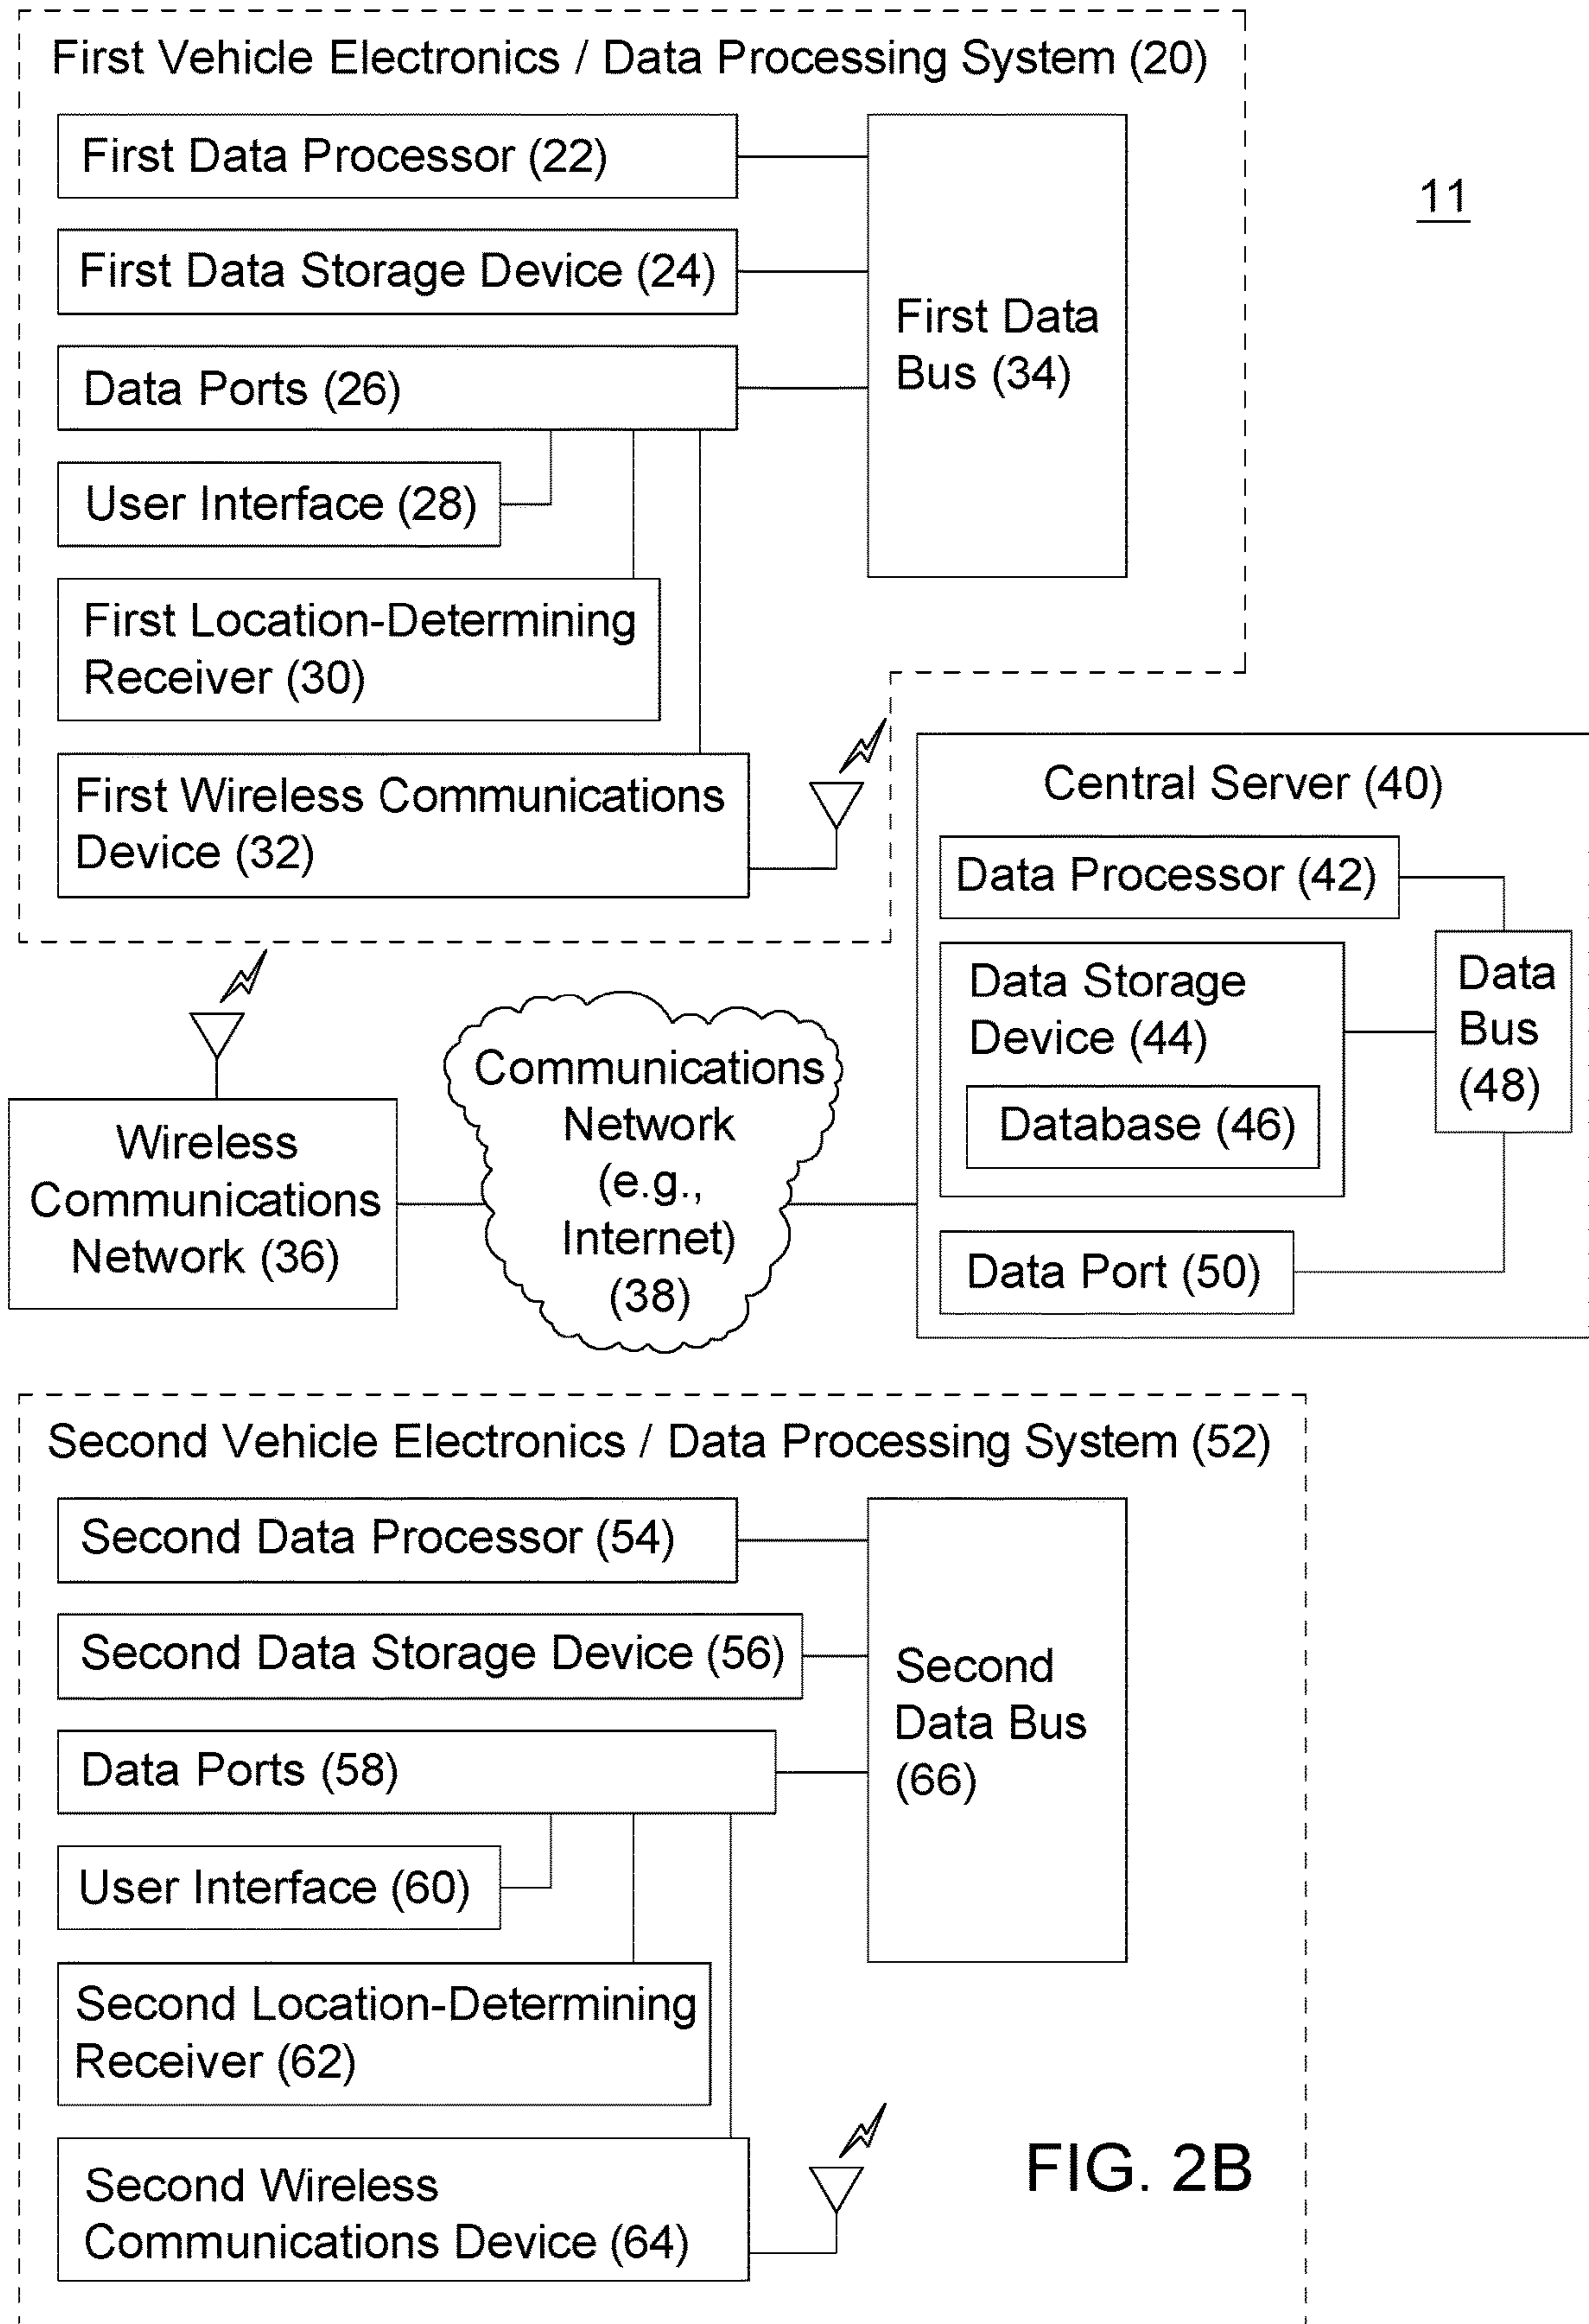 First Vehicle Electronics / Data Processing System (20)
First Data Processor (22)
First Data Storage Device (24)
Data Ports (26)
User Interface (28)
First Location-Determining
Receiver (30)
First Wireless Communications
Device (32)
First Data
Bus (34)
11
Central Server (40)
Data Processor (42)
Data Storage
Device (44)
Database (46)
Data Port (50)
Data
Bus
(48)
Wireless
Communications
Network (36)
Communications
Network
(e.g.,
Internet)
(38)
Second Vehicle Electronics / Data Processing System (52)
Second Data Processor (54)
Second Data Storage Device (56)
Data Ports (58)
User Interface (60)
Second Location-Determining
Receiver (62)
Second Wireless
Communications Device (64)
Second
Data Bus
(66)
FIG. 2B